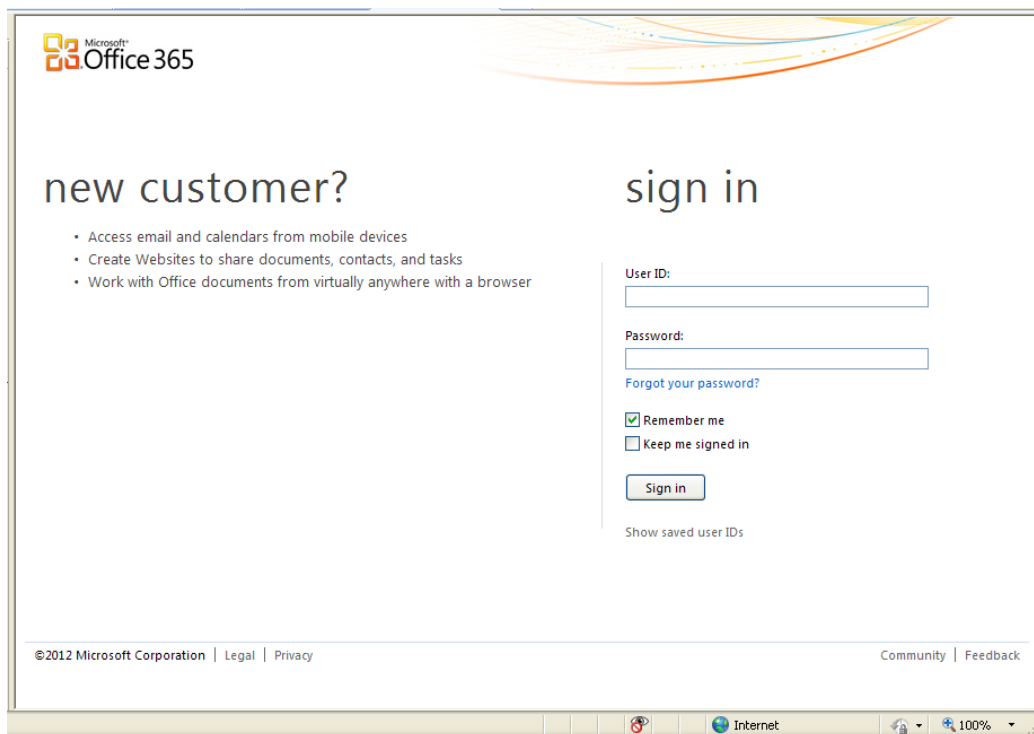 Microsoft®
Office 365
new customer?
• Access email and calendars from mobile devices
• Create Websites to share documents, contacts, and tasks
• Work with Office documents from virtually anywhere with a browser
sign in
User ID:
Password:
Forgot your password?
Remember me
Keep me signed in
Sign in
Show saved user IDs
©2012 Microsoft Corporation | Legal | Privacy
Community | Feedback
Internet
100%